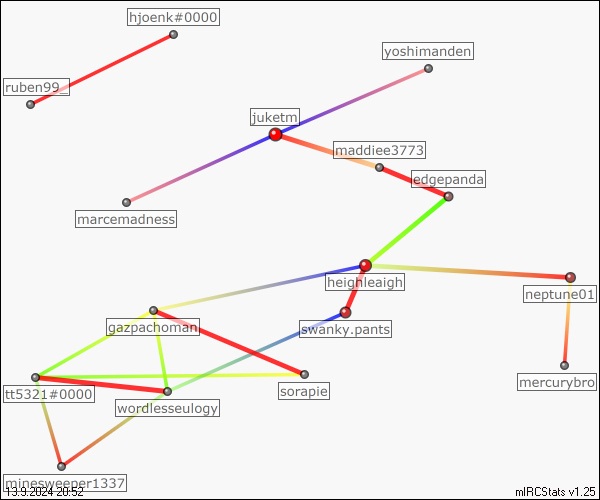 hjoenk#0000
yoshimanden
ruben99_
juketm
maddiee3773
edgepanda
marcemadness
heighleaigh
neptune01
gazpachoman
swanky.pants
mercurybro
tt5321#0000
sorapie
wordlesseulogy
minesweeper1337
13.9.2024 20:52
mIRCStats v1.25